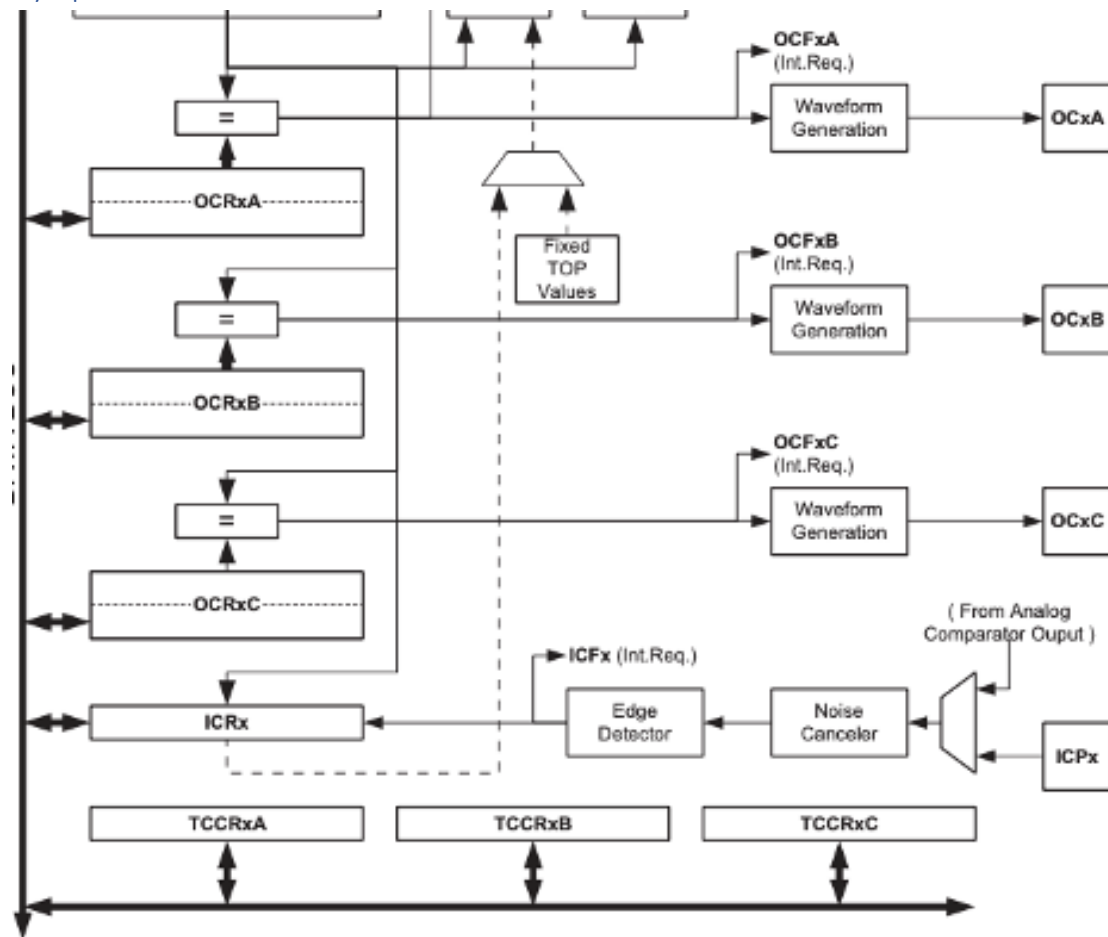 OCFxA
(Int.Req.)
=
Waveform
Generation
OCxA
OCRxA
Fixed
TOP
Values
OCFxB
(Int.Req.)
=
Waveform
Generation
OCxB
OCRxB
OCFxC
(Int.Req.)
=
Waveform
Generation
OCxC
OCRxC
( From Analog
Comparator Ouput )
ICFx (Int.Req.)
ICRx
Edge
Detector
Noise
Canceler
ICPx
TCCRxA
TCCRxB
TCCRxC